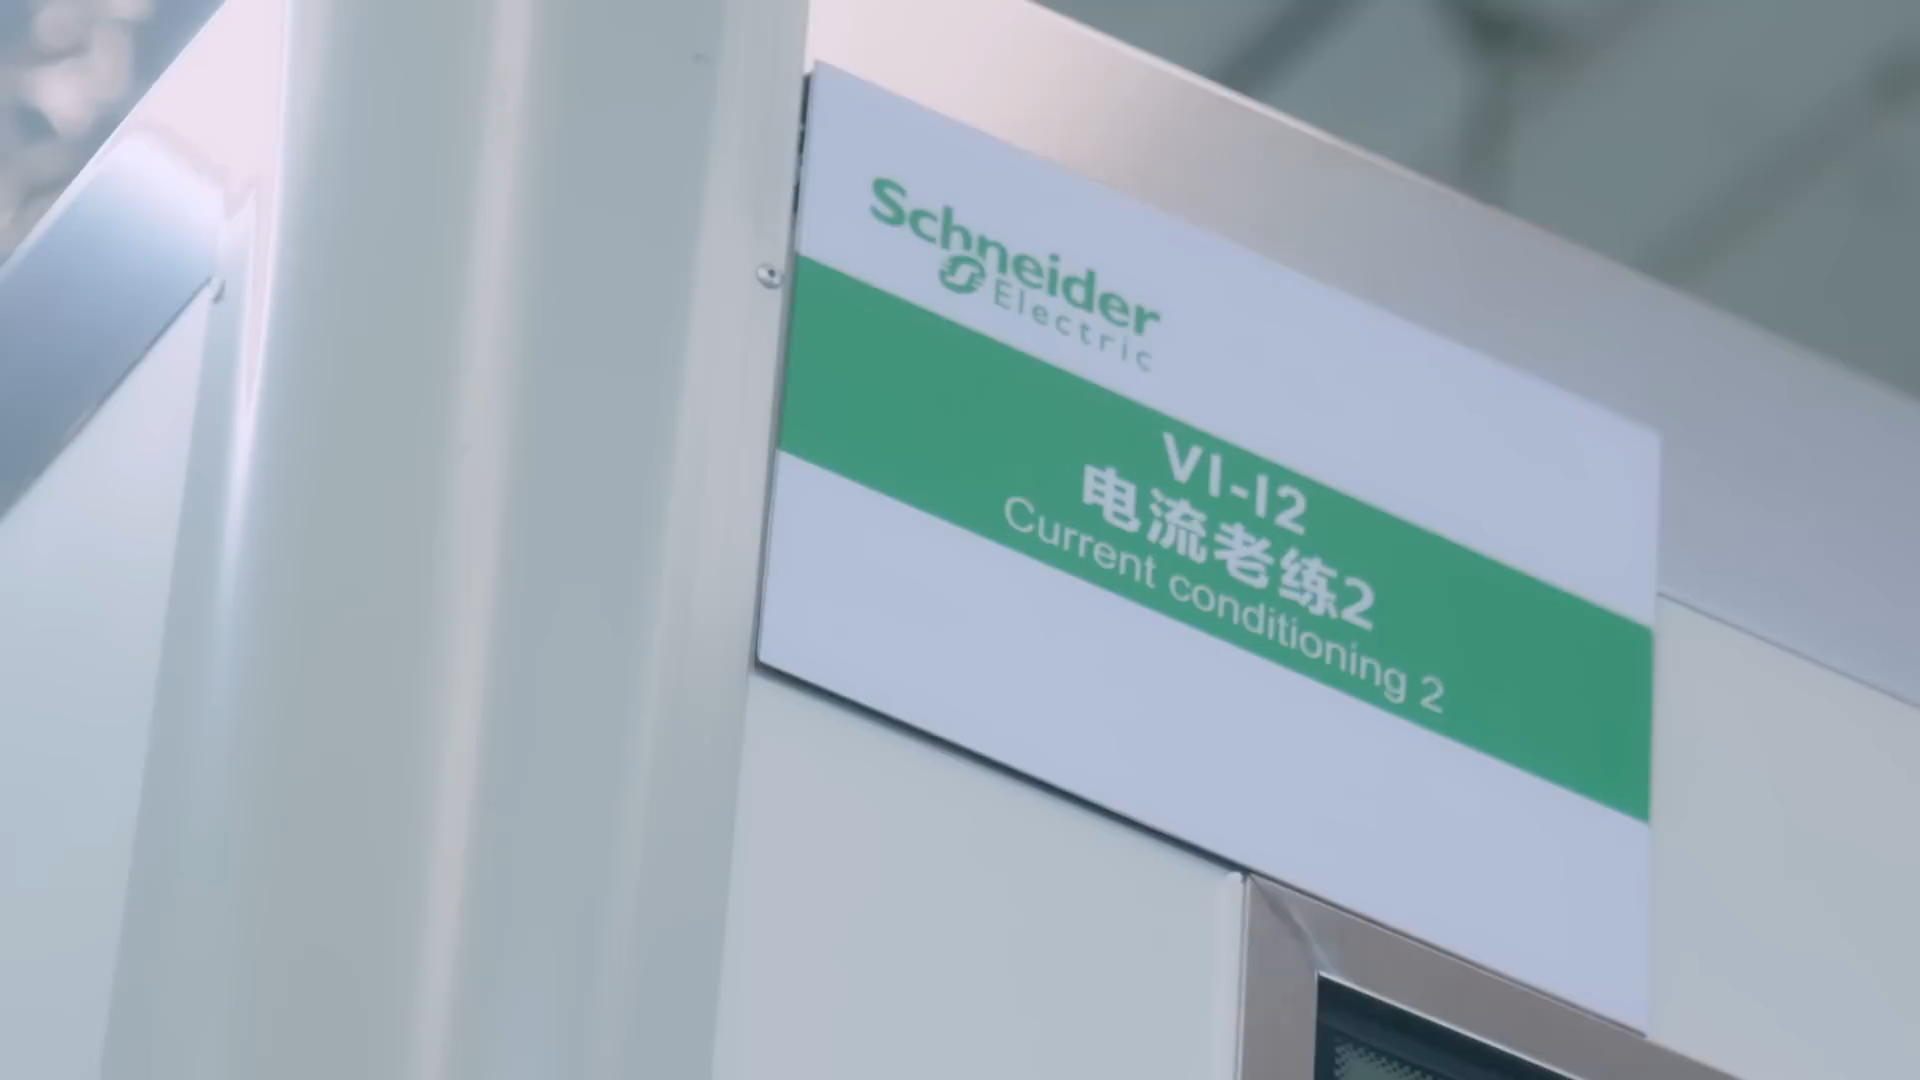 Schneider
Electric
VI-I2
电流老练2
Current conditioning 2